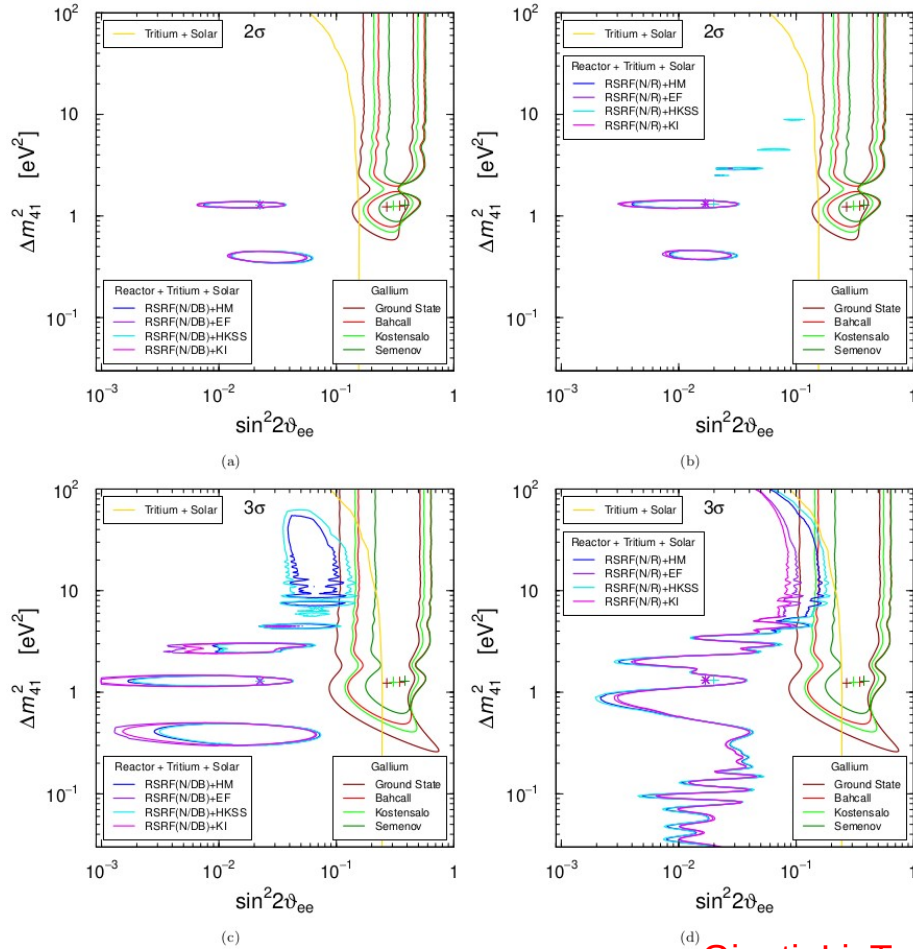 10²
10
1
10⁻¹
Δm²₄₁ [eV²]
Tritium + Solar
2σ
Reactor + Tritium + Solar
RSRF(N/DB)+HM
RSRF(N/DB)+EF
RSRF(N/DB)+HKSS
RSRF(N/DB)+KI
Gallium
Ground State
Bahcall
Kostensalo
Semenov
10⁻³
10⁻²
10⁻¹
1
sin²2ϑee
(a)
10²
10
1
10⁻¹
Δm²₄₁ [eV²]
Tritium + Solar
2σ
Reactor + Tritium + Solar
RSRF(N/R)+HM
RSRF(N/R)+EF
RSRF(N/R)+HKSS
RSRF(N/R)+KI
Gallium
Ground State
Bahcall
Kostensalo
Semenov
10⁻³
10⁻²
10⁻¹
1
sin²2ϑee
(b)
10²
10
1
10⁻¹
Δm²₄₁ [eV²]
Tritium + Solar
3σ
Reactor + Tritium + Solar
RSRF(N/DB)+HM
RSRF(N/DB)+EF
RSRF(N/DB)+HKSS
RSRF(N/DB)+KI
Gallium
Ground State
Bahcall
Kostensalo
Semenov
10⁻³
10⁻²
10⁻¹
1
sin²2ϑee
(c)
10²
10
1
10⁻¹
Δm²₄₁ [eV²]
Tritium + Solar
3σ
Reactor + Tritium + Solar
RSRF(N/R)+HM
RSRF(N/R)+EF
RSRF(N/R)+HKSS
RSRF(N/R)+KI
Gallium
Ground State
Bahcall
Kostensalo
Semenov
10⁻³
10⁻²
10⁻¹
1
sin²2ϑee
(d)